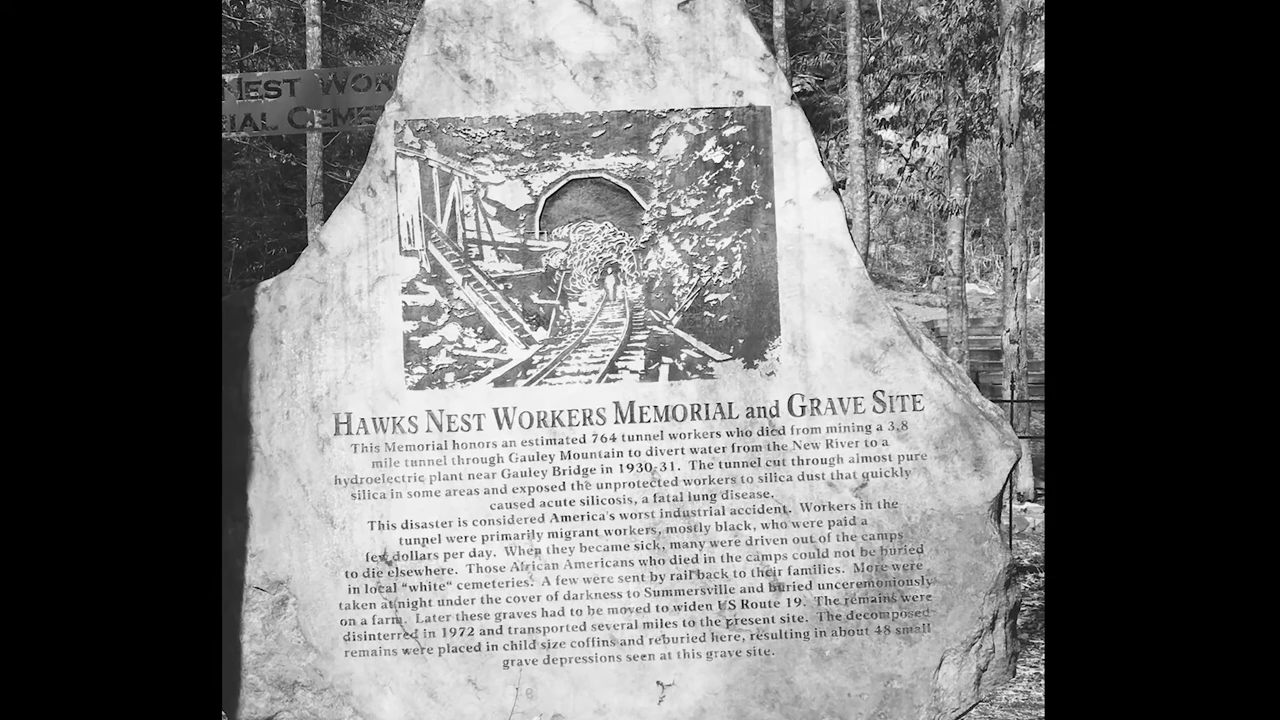 NEST WOR
IAL CEMET
HAWKS NEST WORKERS MEMORIAL and GRAVE SITE
This Memorial honors an estimated 764 tunnel workers who died from mining a 3.8
mile tunnel through Gauley Mountain to divert water from the New River to a
hydroelectric plant near Gauley Bridge in 1930-31. The tunnel cut through almost pure
silica in some areas and exposed the unprotected workers to silica dust that quickly
caused acute silicosis, a fatal lung disease.
This disaster is considered America's worst industrial accident. Workers in the
tunnel were primarily migrant workers, mostly black, who were paid a
few dollars per day. When they became sick, many were driven out of the camps
to die elsewhere. Those African Americans who died in the camps could not be buried
in local "white" cemeteries. A few were sent by rail back to their families. More were
taken at night under the cover of darkness to Summersville and buried unceremoniously
on a farm. Later these graves had to be moved to widen US Route 19. The remains were
disinterred in 1972 and transported several miles to the present site. The decomposed
remains were placed in child size coffins and reburied here, resulting in about 48 small
grave depressions seen at this grave site.